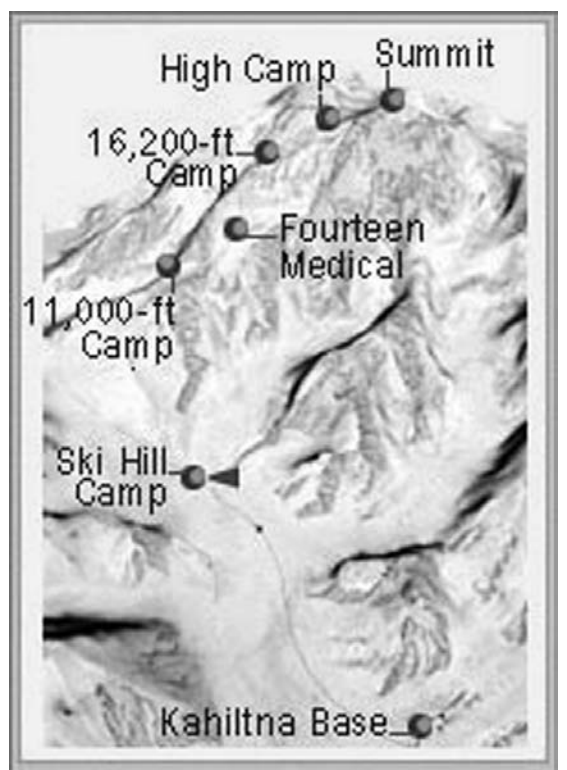 Summit
High Camp
16,200-ft
Camp
Fourteen
Medical
11,000-ft
Camp
Ski Hill
Camp
Kahiltna Base